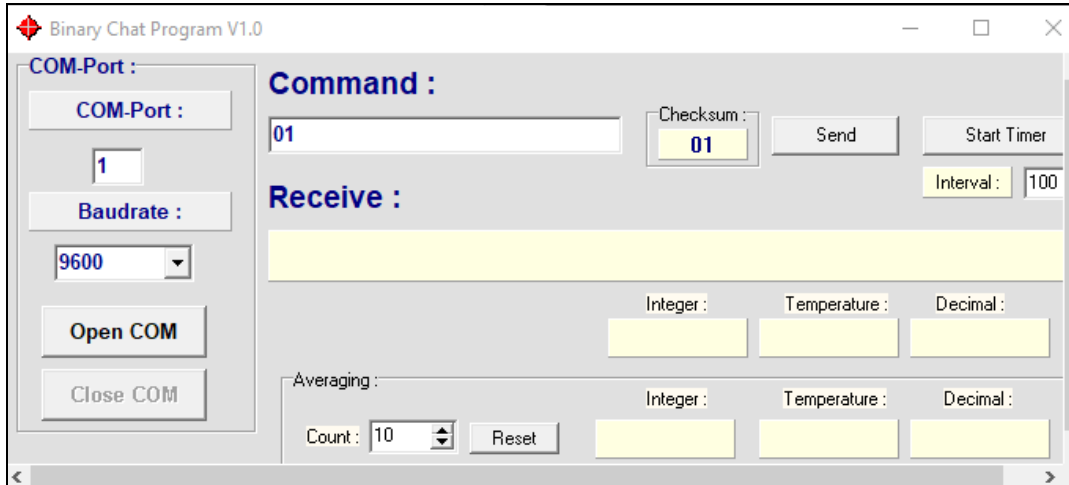 Binary Chat Program V1.0
COM-Port :
COM-Port :
1
Baudrate :
9600
Open COM
Close COM
Command :
01
Checksum :
01
Send
Start Timer
Interval :
100
Receive :
Integer :
Temperature :
Decimal :
Averaging :
Count :
10
Reset
Integer :
Temperature :
Decimal :